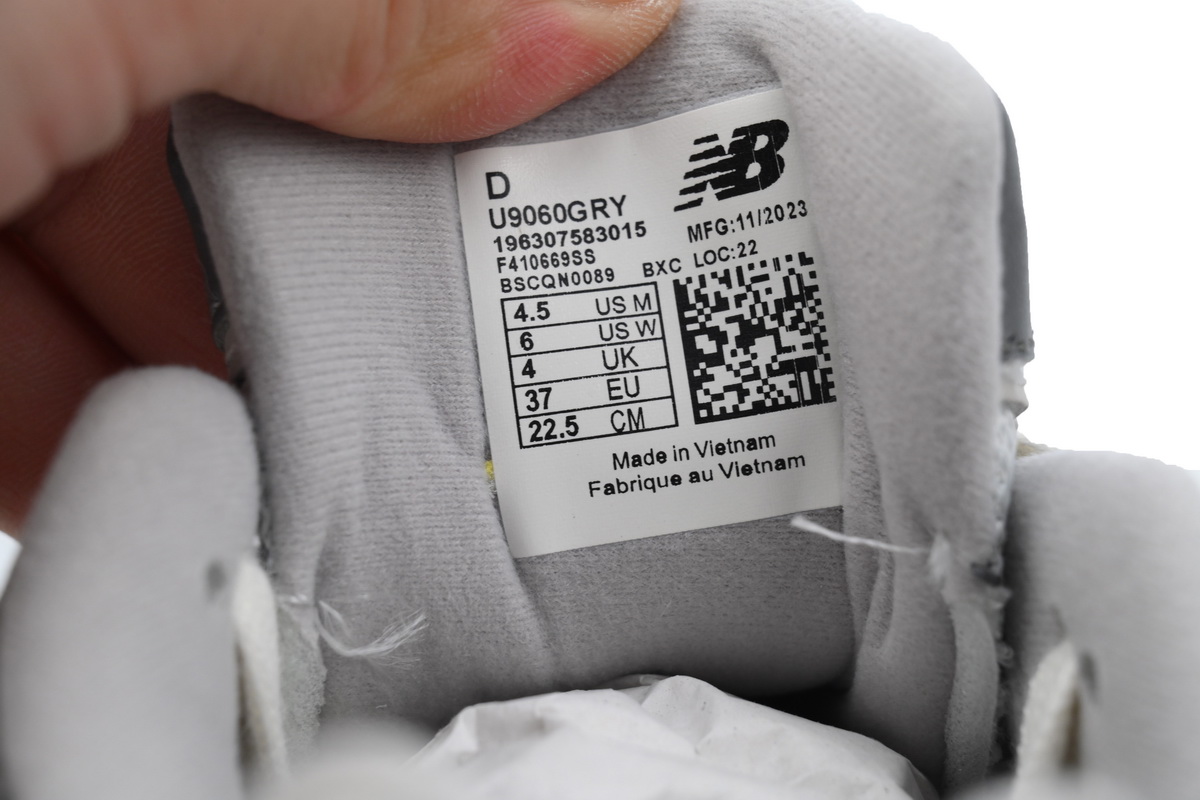 NB
D
U9060GRY
196307583015
MFG:11/2023
F410669SS
BSCQN0089 BXC LOC:22
4.5 US M
6 US W
4 UK
37 EU
22.5 CM
Made in Vietnam
Fabrique au Vietnam